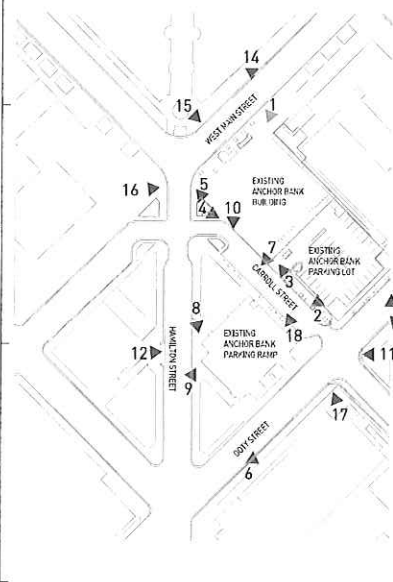 14
15
WEST MAIN STREET
1
16
5
4
10
EXISTING
ANCHOR BANK
BUILDING
7
3
EXISTING
ANCHOR BANK
PARKING LOT
CARROLL STREET
2
8
18
EXISTING
ANCHOR BANK
PARKING RAMP
HAMILTON STREET
12
9
11
17
DOTY STREET
6